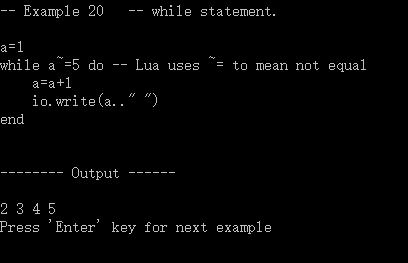 -- Example 20   -- while statement.
a=1
while a~=5 do -- Lua uses ~= to mean not equal
    a=a+1
    io.write(a.." ")
end
-------- Output ------
2 3 4 5
Press 'Enter' key for next example